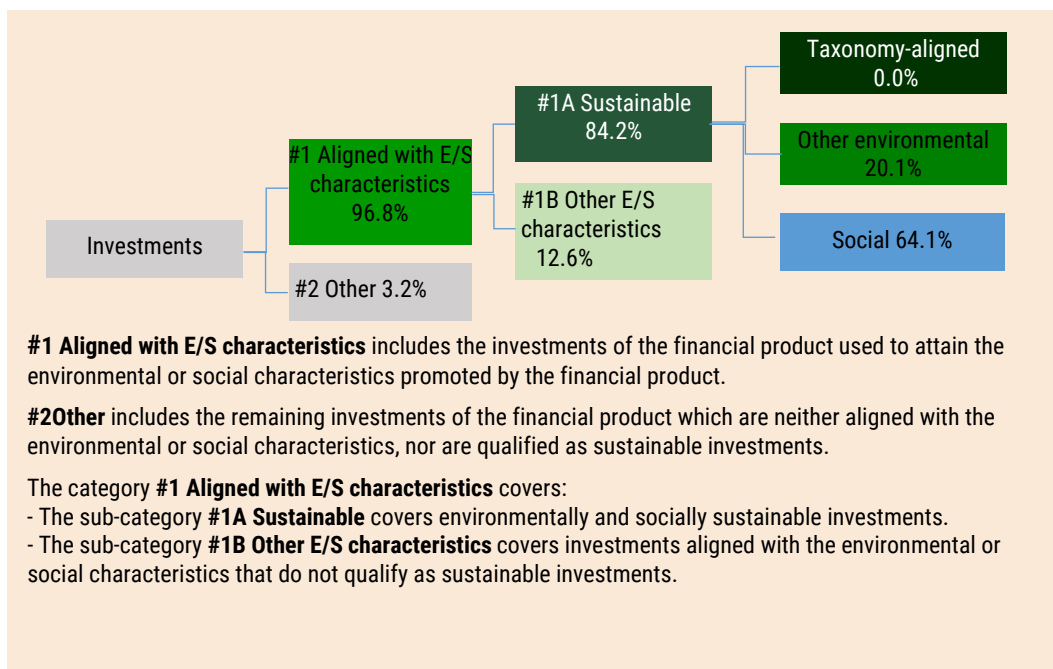 Taxonomy-aligned
0.0%
#1A Sustainable
84.2%
Other environmental
20.1%
#1 Aligned with E/S
characteristics
96.8%
#1B Other E/S
characteristics
12.6%
Investments
Social 64.1%
#2 Other 3.2%
#1 Aligned with E/S characteristics includes the investments of the financial product used to attain the
environmental or social characteristics promoted by the financial product.
#2Other includes the remaining investments of the financial product which are neither aligned with the
environmental or social characteristics, nor are qualified as sustainable investments.
The category #1 Aligned with E/S characteristics covers:
- The sub-category #1A Sustainable covers environmentally and socially sustainable investments.
- The sub-category #1B Other E/S characteristics covers investments aligned with the environmental or
social characteristics that do not qualify as sustainable investments.